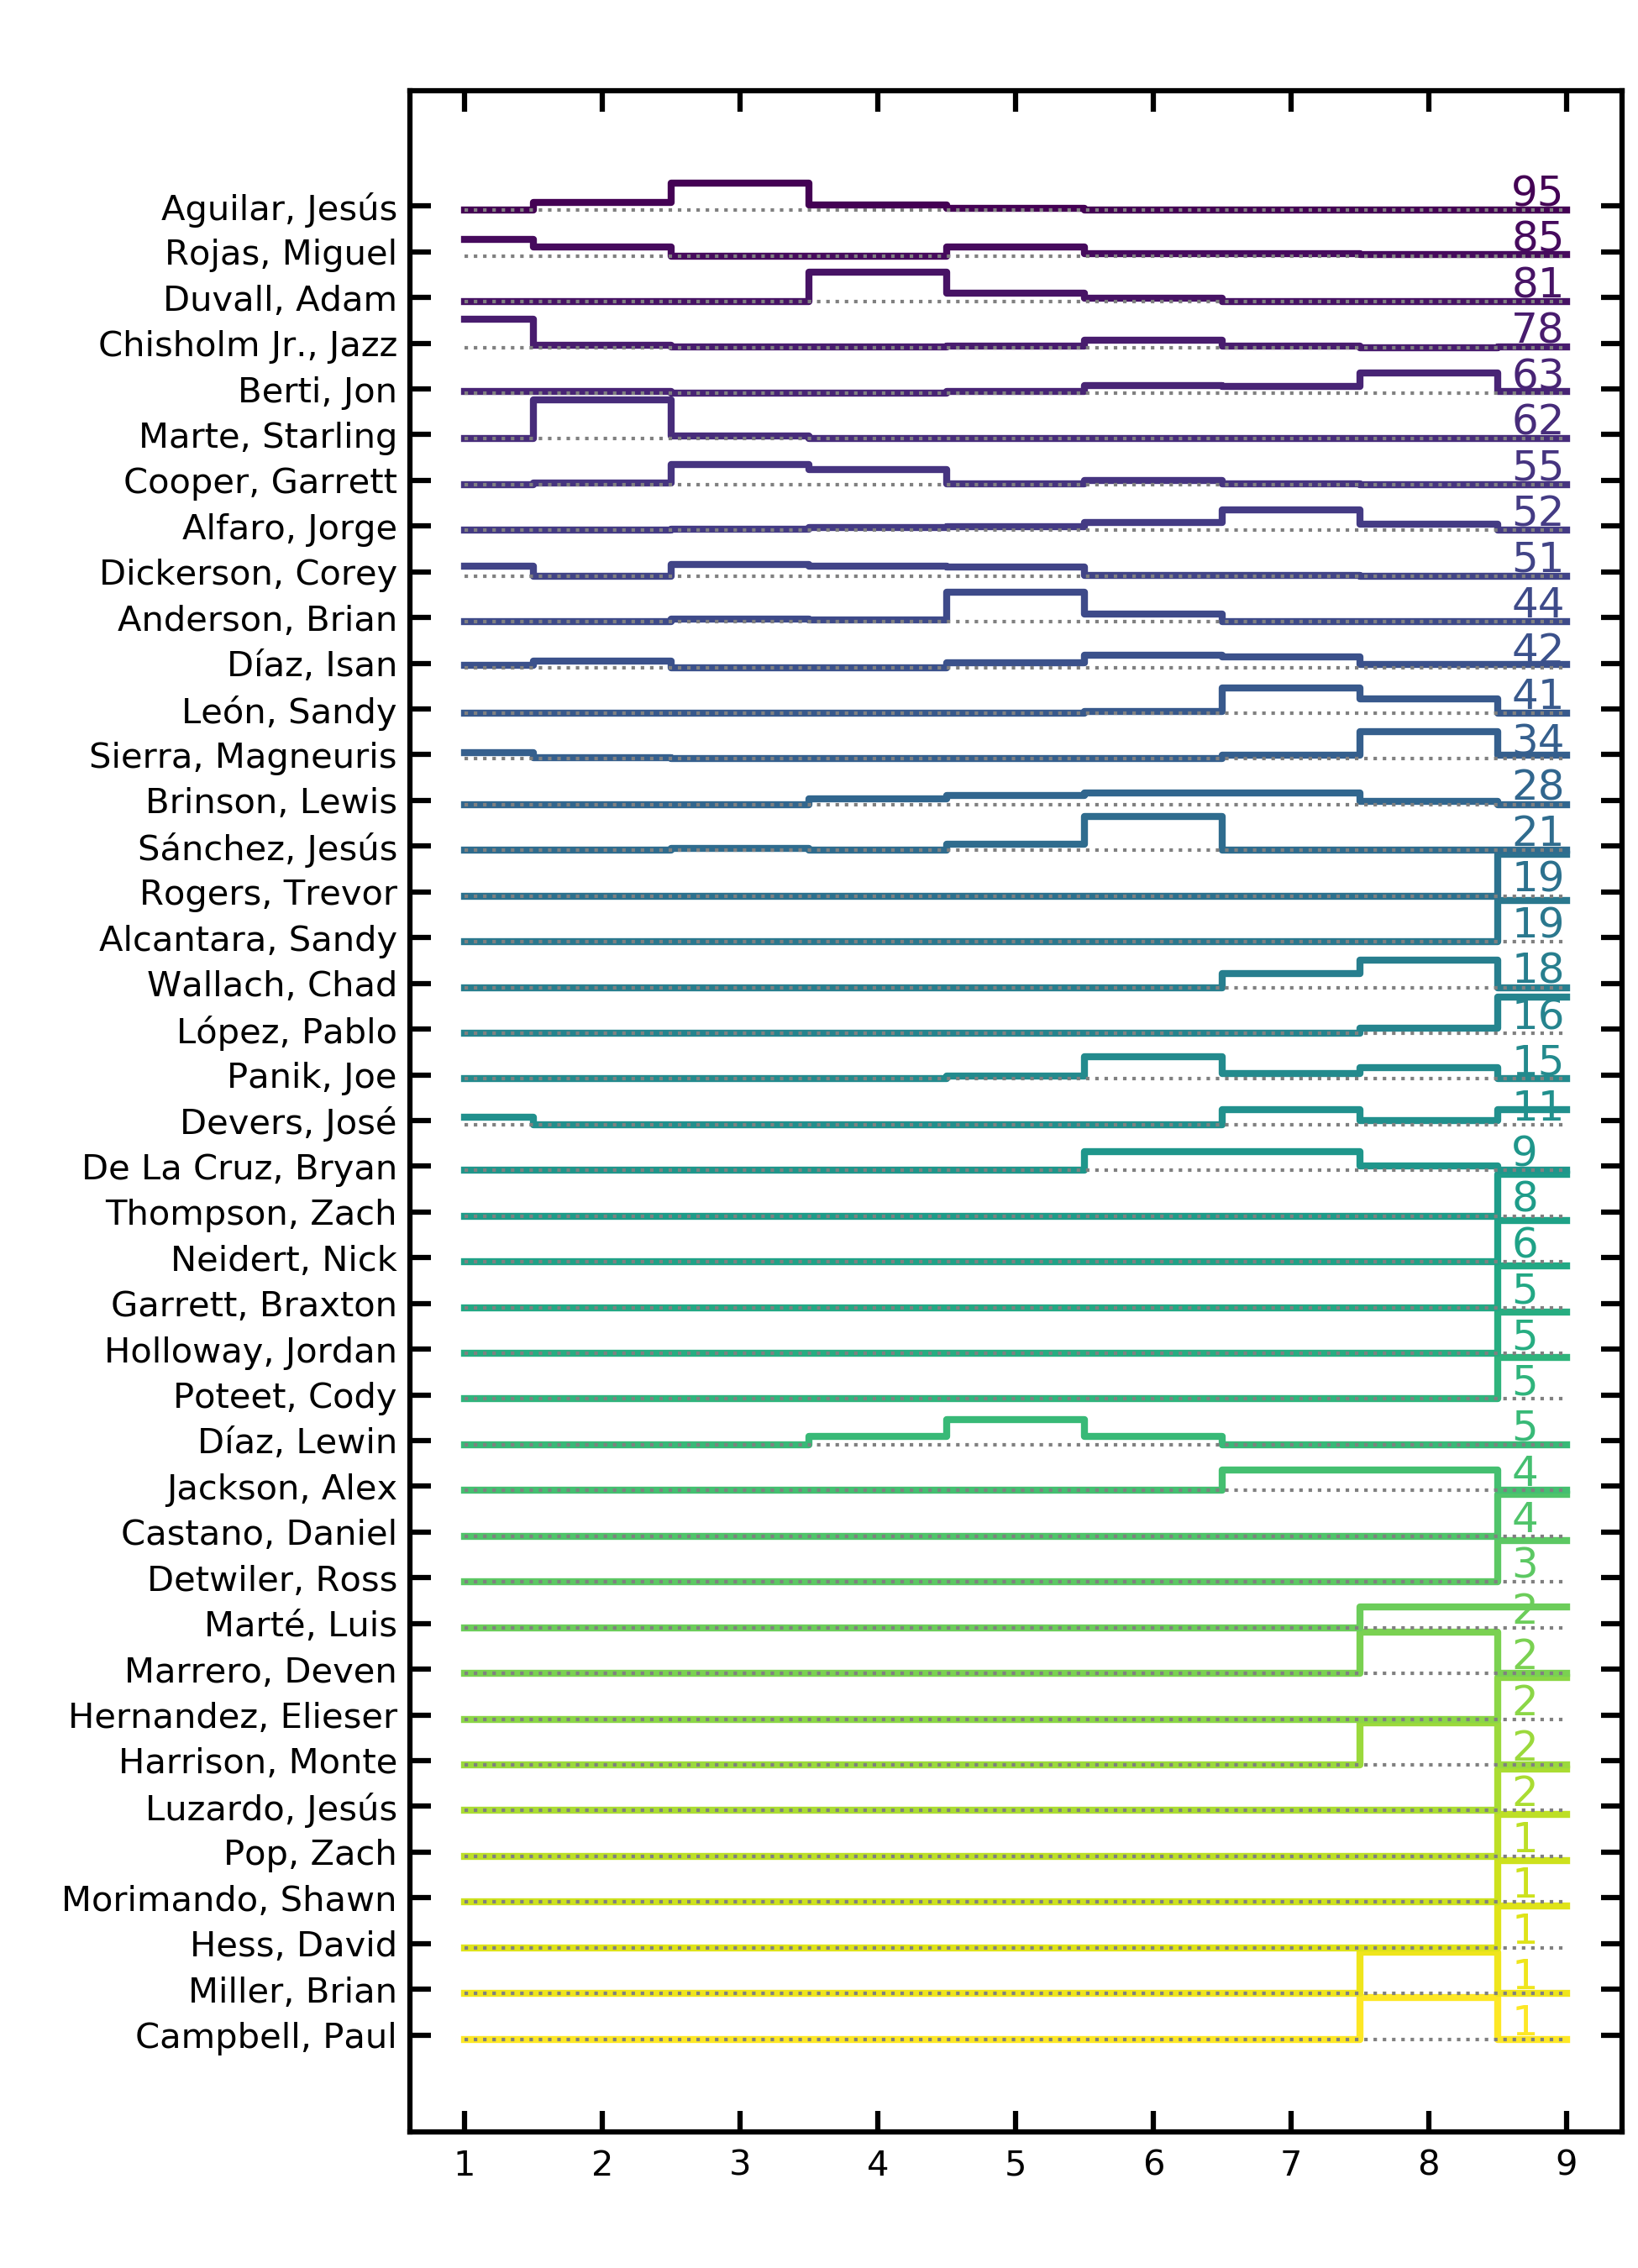 Aguilar, Jesús 95
Rojas, Miguel 85
Duvall, Adam 81
Chisholm Jr., Jazz 78
Berti, Jon 63
Marte, Starling 62
Cooper, Garrett 55
Alfaro, Jorge 52
Dickerson, Corey 51
Anderson, Brian 44
Díaz, Isan 42
León, Sandy 41
Sierra, Magneuris 34
Brinson, Lewis 28
Sánchez, Jesús 21
Rogers, Trevor 19
Alcantara, Sandy 19
Wallach, Chad 18
López, Pablo 16
Panik, Joe 15
Devers, José 11
De La Cruz, Bryan 9
Thompson, Zach 8
Neidert, Nick 6
Garrett, Braxton 5
Holloway, Jordan 5
Poteet, Cody 5
Díaz, Lewin 5
Jackson, Alex 4
Castano, Daniel 4
Detwiler, Ross 3
Marté, Luis 2
Marrero, Deven 2
Hernandez, Elieser 2
Harrison, Monte 2
Luzardo, Jesús 2
Pop, Zach 1
Morimando, Shawn 1
Hess, David 1
Miller, Brian 1
Campbell, Paul 1
1 2 3 4 5 6 7 8 9